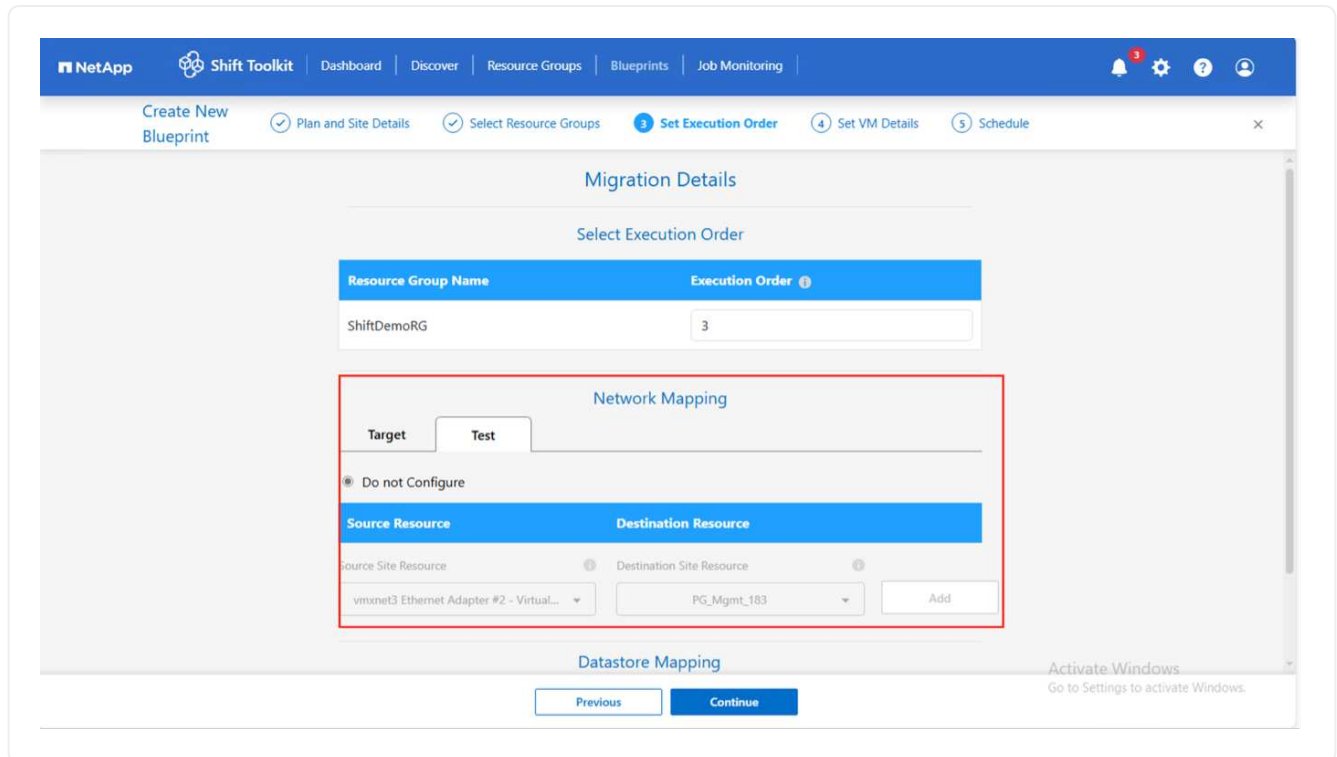 NetApp Shift Toolkit Dashboard Discover Resource Groups Blueprints Job Monitoring 3
Create New
Blueprint
Plan and Site Details Select Resource Groups 3 Set Execution Order 4 Set VM Details 5 Schedule
Migration Details
Select Execution Order
Resource Group Name Execution Order
ShiftDemoRG 3
Network Mapping
Target Test
Do not Configure
Source Resource Destination Resource
Source Site Resource Destination Site Resource
vmxnet3 Ethernet Adapter #2 - Virtual... PG_Mgmt_183 Add
Datastore Mapping
Activate Windows
Go to Settings to activate Windows.
Previous Continue